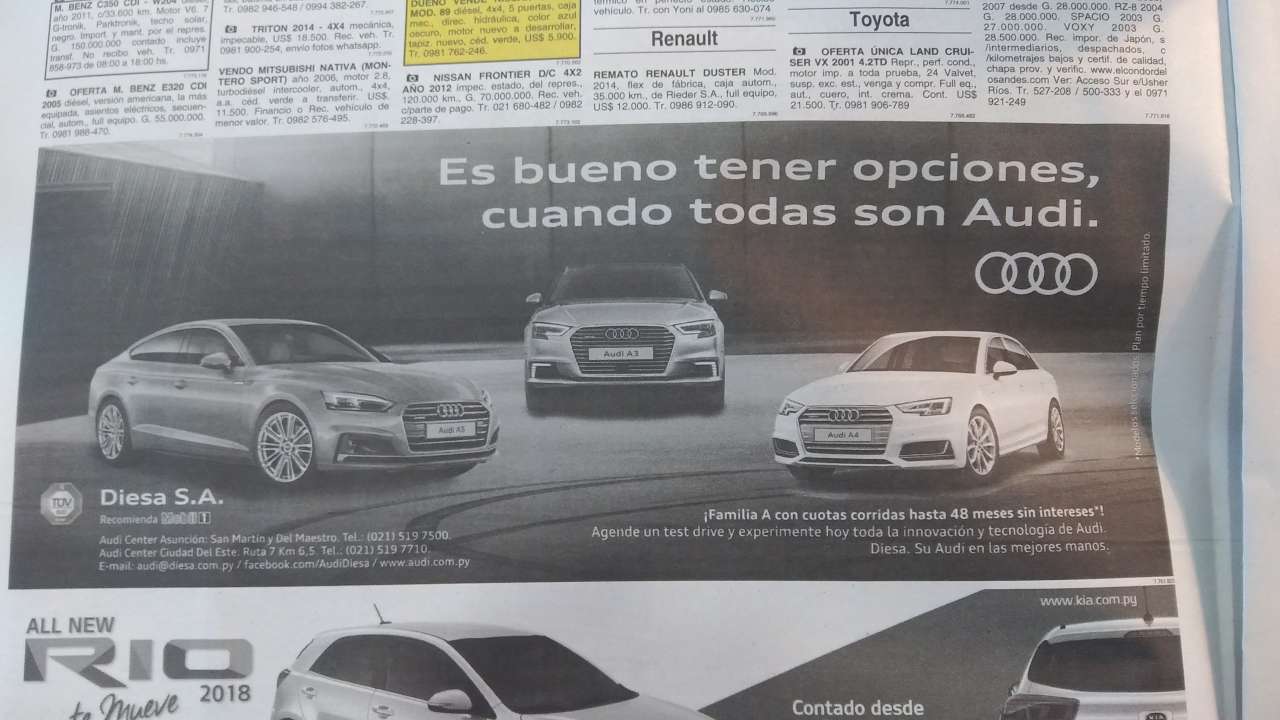 M. BENZ C350 CDI - W204
año 2011, c/33.600 km. Mod. V6. 7
G-tronik, Parktronik, techo solar,
negro. Import. y mant. por el repres.
G. 150.000.000 contado incluye
transf. No recibe veh. Tr. 0971
858-973 de 08:00 a 18:00 hs.
OFERTA M. BENZ E320 CDI
2005 diésel, versión americana, la más
equipada, asientos eléctricos, secuen-
cial, autom., full equipo. G. 55.000.000.
Tr. 0981 988-470.
Tr. 0982 946-548 / 0994 382-267
TRITON 2014 - 4X4 mecánica,
impecable, US$ 18.500. Rec. veh. Tr.
0981 900-254, envío fotos whatsapp.
VENDO MITSUBISHI NATIVA (MON-
TERO SPORT) año 2006, motor 2.8,
turbodiésel intercooler, autom., 4x4,
a.a. céd. verde a transferir. US$.
11.500. Financio o Rec. vehículo de
menor valor. Tr. 0982 576-495.
MOD. 89 diésel, 4x4, 5 puertas, caja
mec., direc. hidráulica, color azul
oscuro, motor nuevo a desarrollar,
tapiz. nuevo, céd. verde, US$ 5.900.
Tr. 0981 762-246.
NISSAN FRONTIER D/C 4X2
AÑO 2012 impec. estado, del repres.,
120.000 km., G. 70.000.000. Rec. veh.
c/parte de pago. Tr. 021 680-482 / 0982
228-397.
vehículo. Tr. con Yoni al 0985 630-074
Renault
REMATO RENAULT DUSTER Mod.
2014, flex de fábrica, caja autom.,
35.000 km., de Rieder S.A., full equipo.
US$ 12.000. Tr. 0986 912-090.
Toyota
OFERTA ÚNICA LAND CRUI-
SER VX 2001 4.2TD Repr., perf. cond.,
motor imp. a toda prueba, 24 Valvet,
susp. exc. est., venga y compr. Full eq.,
aut., cuero, int. crema. Cont. US$
21.500. Tr. 0981 906-789
2007 desde G. 28.000.000. RZ-8 2004
G. 28.000.000. SPACIO 2003 G.
27.000.000. VOXY 2003 G.
28.500.000. Rec. impor. de Japón, s
/intermediarios, despachados, c
/kilometrajes bajos y certif. de calidad,
chapa prov. y verific. www.elcondordel
osandes.com Ver: Access Sur e/Usher
Ríos. Tr. 527-208 / 500-333 y el 0971
921-249
Es bueno tener opciones,
cuando todas son Audi.
Audi A5
Audi A3
Audi A4
*Modelos seleccionados. Plan por tiempo limitado.
TÜV
Diesa S.A.
Recomienda Mobil 1
Audi Center Asunción: San Martín y Del Maestro. Tel.: (021) 519 7500.
Audi Center Ciudad Del Este. Ruta 7 Km 6,5. Tel.: (021) 519 7710.
E-mail: audi@diesa.com.py / facebook.com/AudiDiesa / www.audi.com.py
¡Familia A con cuotas corridas hasta 48 meses sin intereses*!
Agende un test drive y experimente hoy toda la innovación y tecnología de Audi.
Diesa. Su Audi en las mejores manos.
ALL NEW
RIO
2018
te Mueve
www.kia.com.py
Contado desde
KIA